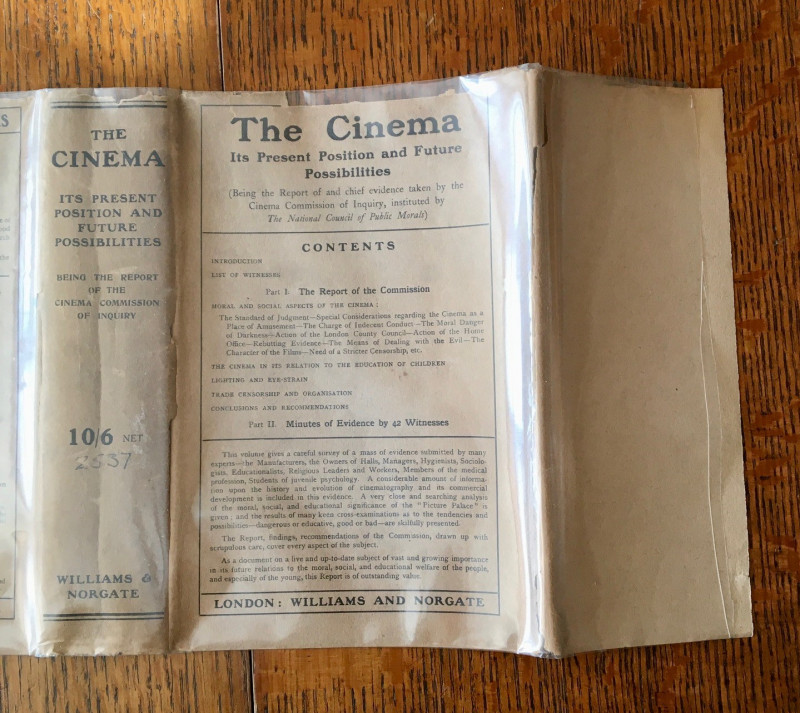 THE
CINEMA
ITS PRESENT
POSITION AND
FUTURE
POSSIBILITIES
BEING THE REPORT
OF THE
CINEMA COMMISSION
OF INQUIRY
10/6 NET
2537
WILLIAMS &
NORGATE
The Cinema
Its Present Position and Future
Possibilities
(Being the Report of and chief evidence taken by the
Cinema Commission of Inquiry, instituted by
The National Council of Public Morals)
CONTENTS
INTRODUCTION
LIST OF WITNESSES
Part I. The Report of the Commission
MORAL AND SOCIAL ASPECTS OF THE CINEMA:
The Standard of Judgment—Special Considerations regarding the Cinema as a
Place of Amusement—The Charge of Indecent Conduct—The Moral Danger
of Darkness—Action of the London County Council—Action of the Home
Office—Rebutting Evidence—The Means of Dealing with the Evil—The
Character of the Films—Need of a Stricter Censorship, etc.
THE CINEMA IN ITS RELATION TO THE EDUCATION OF CHILDREN
LIGHTING AND EYE-STRAIN
TRADE CENSORSHIP AND ORGANISATION
CONCLUSIONS AND RECOMMENDATIONS
Part II. Minutes of Evidence by 42 Witnesses
This volume gives a careful survey of a mass of evidence submitted by many
experts—the Manufacturers, the Owners of Halls, Managers, Hygienists, Sociolo-
gists, Educationalists, Religious Leaders and Workers, Members of the medical
profession, Students of juvenile psychology. A considerable amount of informa-
tion upon the history and evolution of cinematography and its commercial
development is included in this evidence. A very close and searching analysis
of the moral, social, and educational significance of the "Picture Palace" is
given; and the results of many keen cross-examinations as to the tendencies and
possibilities—dangerous or educative, good or bad—are skilfully presented.
The Report, findings, recommendations of the Commission, drawn up with
scrupulous care, cover every aspect of the subject.
As a document on a live and up-to-date subject of vast and growing importance
in its future relations to the moral, social, and educational welfare of the people,
and especially of the young, this Report is of outstanding value.
LONDON: WILLIAMS AND NORGATE